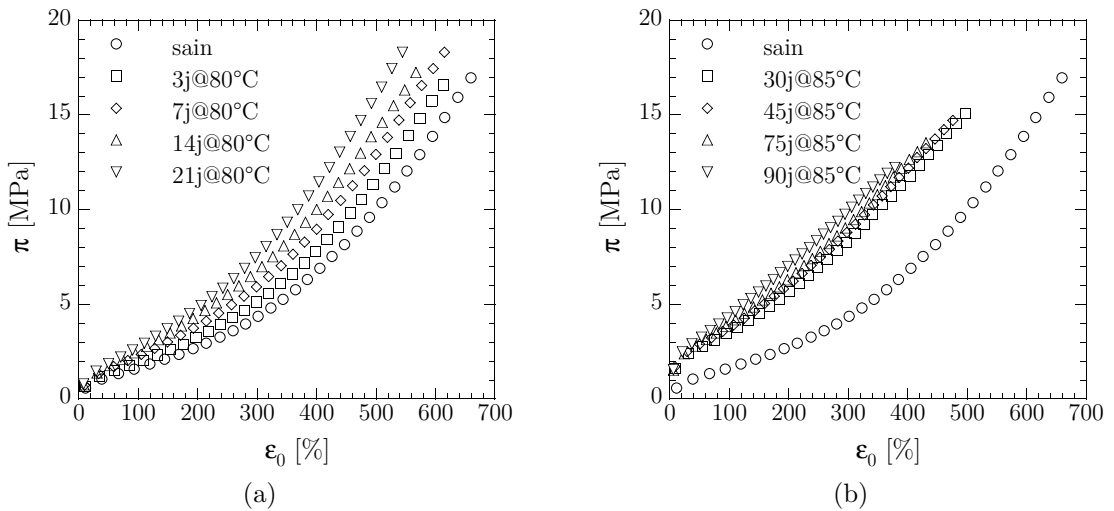 20
15
10
5
0
π [MPa]
sain
3j@80°C
7j@80°C
14j@80°C
21j@80°C
0 100 200 300 400 500 600 700
ε0 [%]
(a)
20
15
10
5
0
π [MPa]
sain
30j@85°C
45j@85°C
75j@85°C
90j@85°C
0 100 200 300 400 500 600 700
ε0 [%]
(b)